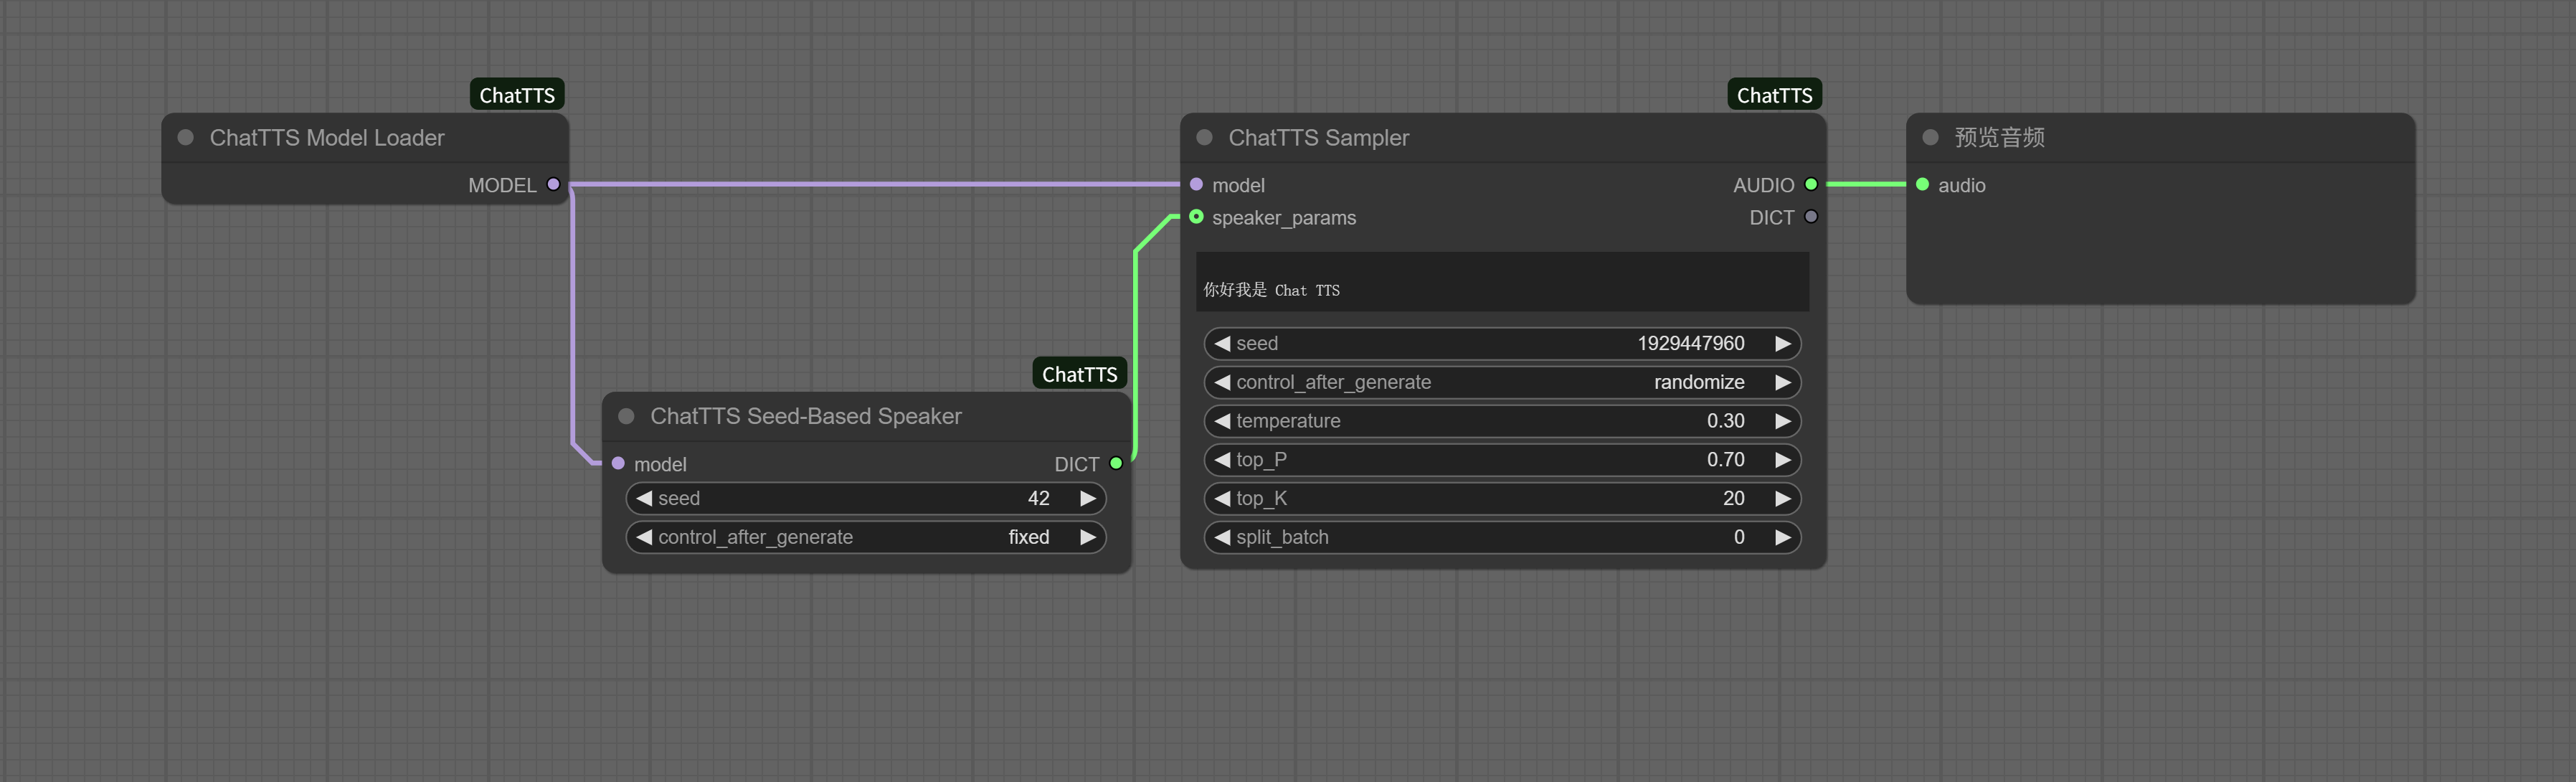 ChatTTS
ChatTTS Model Loader
MODEL
ChatTTS
ChatTTS Seed-Based Speaker
model DICT
seed 42
control_after_generate fixed
ChatTTS
ChatTTS Sampler
model AUDIO
speaker_params DICT
你好我是 Chat TTS
seed 1929447960
control_after_generate randomize
temperature 0.30
top_P 0.70
top_K 20
split_batch 0
预览音频
audio